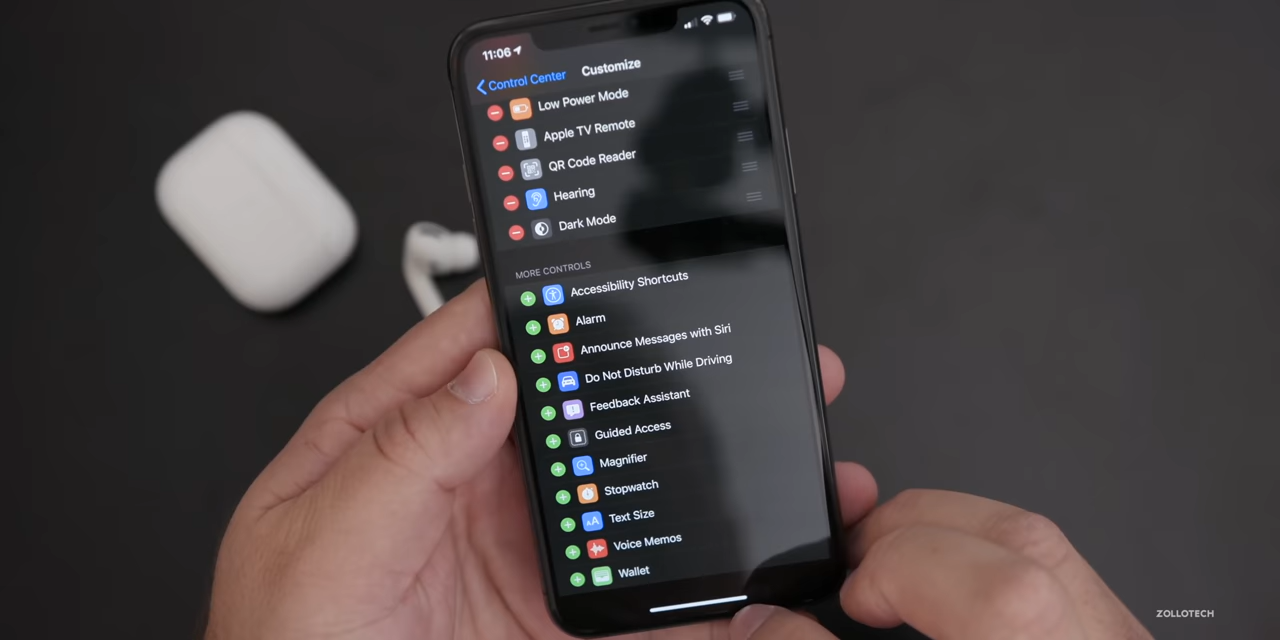 11:06
Control Center Customize
Low Power Mode
Apple TV Remote
QR Code Reader
Hearing
Dark Mode
MORE CONTROLS
Accessibility Shortcuts
Alarm
Announce Messages with Siri
Do Not Disturb While Driving
Feedback Assistant
Guided Access
Magnifier
Stopwatch
AA Text Size
Voice Memos
Wallet
ZOLLOTECH